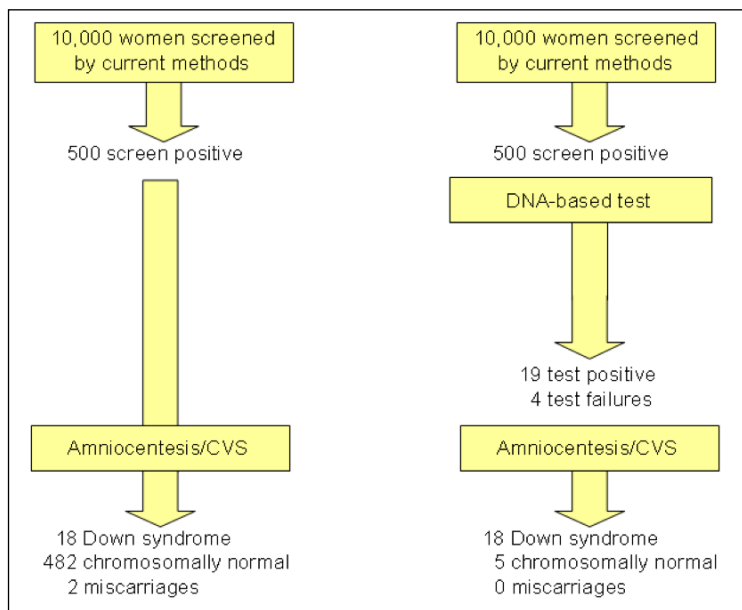 10,000 women screened
by current methods
500 screen positive
Amniocentesis/CVS
18 Down syndrome
482 chromosomally normal
2 miscarriages
10,000 women screened
by current methods
500 screen positive
DNA-based test
19 test positive
4 test failures
Amniocentesis/CVS
18 Down syndrome
5 chromosomally normal
0 miscarriages